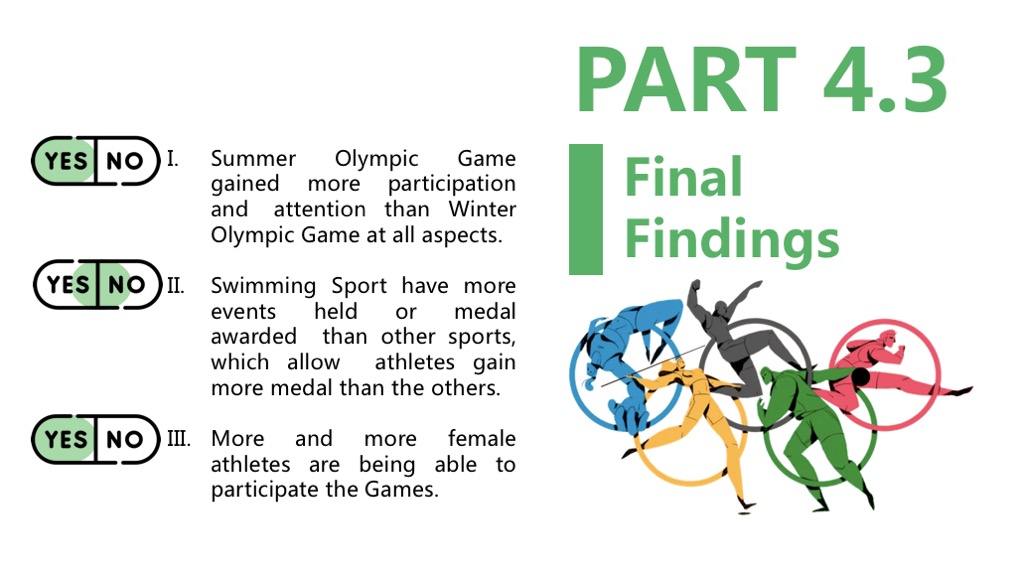 PART 4.3
Final
Findings
YES NO I. Summer Olympic Game
gained more participation
and attention than Winter
Olympic Game at all aspects.
YES NO II. Swimming Sport have more
events held or medal
awarded than other sports,
which allow athletes gain
more medal than the others.
YES NO III. More and more female
athletes are being able to
participate the Games.